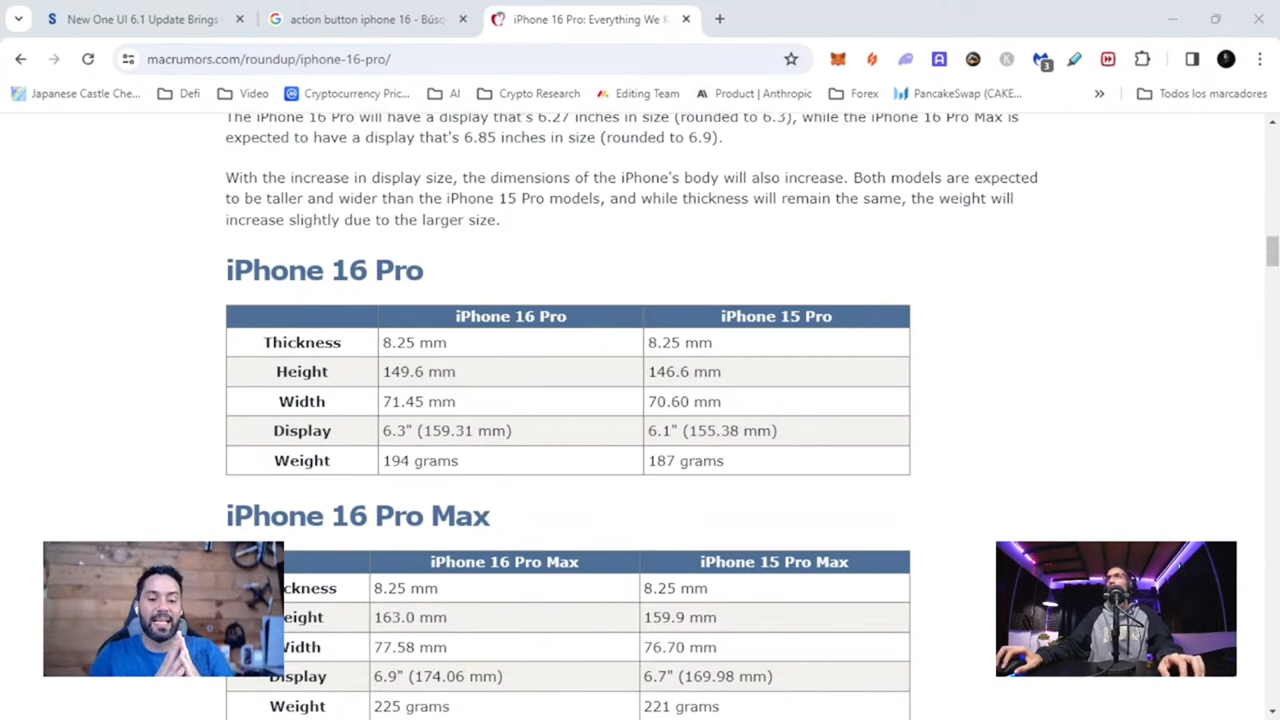 New One UI 6.1 Update Brings
action button iphone 16 - Búsq
iPhone 16 Pro: Everything We K
macrumors.com/roundup/iphone-16-pro/
3
Japanese Castle Che...
Defi
Video
Cryptocurrency Pric...
AI
Crypto Research
Editing Team
Product | Anthropic
Forex
PancakeSwap (CAKE...
Todos los marcadores
The iPhone 16 Pro will have a display that's 6.27 inches in size (rounded to 6.3), while the iPhone 16 Pro Max is
expected to have a display that's 6.85 inches in size (rounded to 6.9).
With the increase in display size, the dimensions of the iPhone's body will also increase. Both models are expected
to be taller and wider than the iPhone 15 Pro models, and while thickness will remain the same, the weight will
increase slightly due to the larger size.
iPhone 16 Pro
iPhone 16 Pro iPhone 15 Pro
Thickness 8.25 mm 8.25 mm
Height 149.6 mm 146.6 mm
Width 71.45 mm 70.60 mm
Display 6.3" (159.31 mm) 6.1" (155.38 mm)
Weight 194 grams 187 grams
iPhone 16 Pro Max
iPhone 16 Pro Max iPhone 15 Pro Max
ckness 8.25 mm 8.25 mm
eight 163.0 mm 159.9 mm
Width 77.58 mm 76.70 mm
Display 6.9" (174.06 mm) 6.7" (169.98 mm)
Weight 225 grams 221 grams